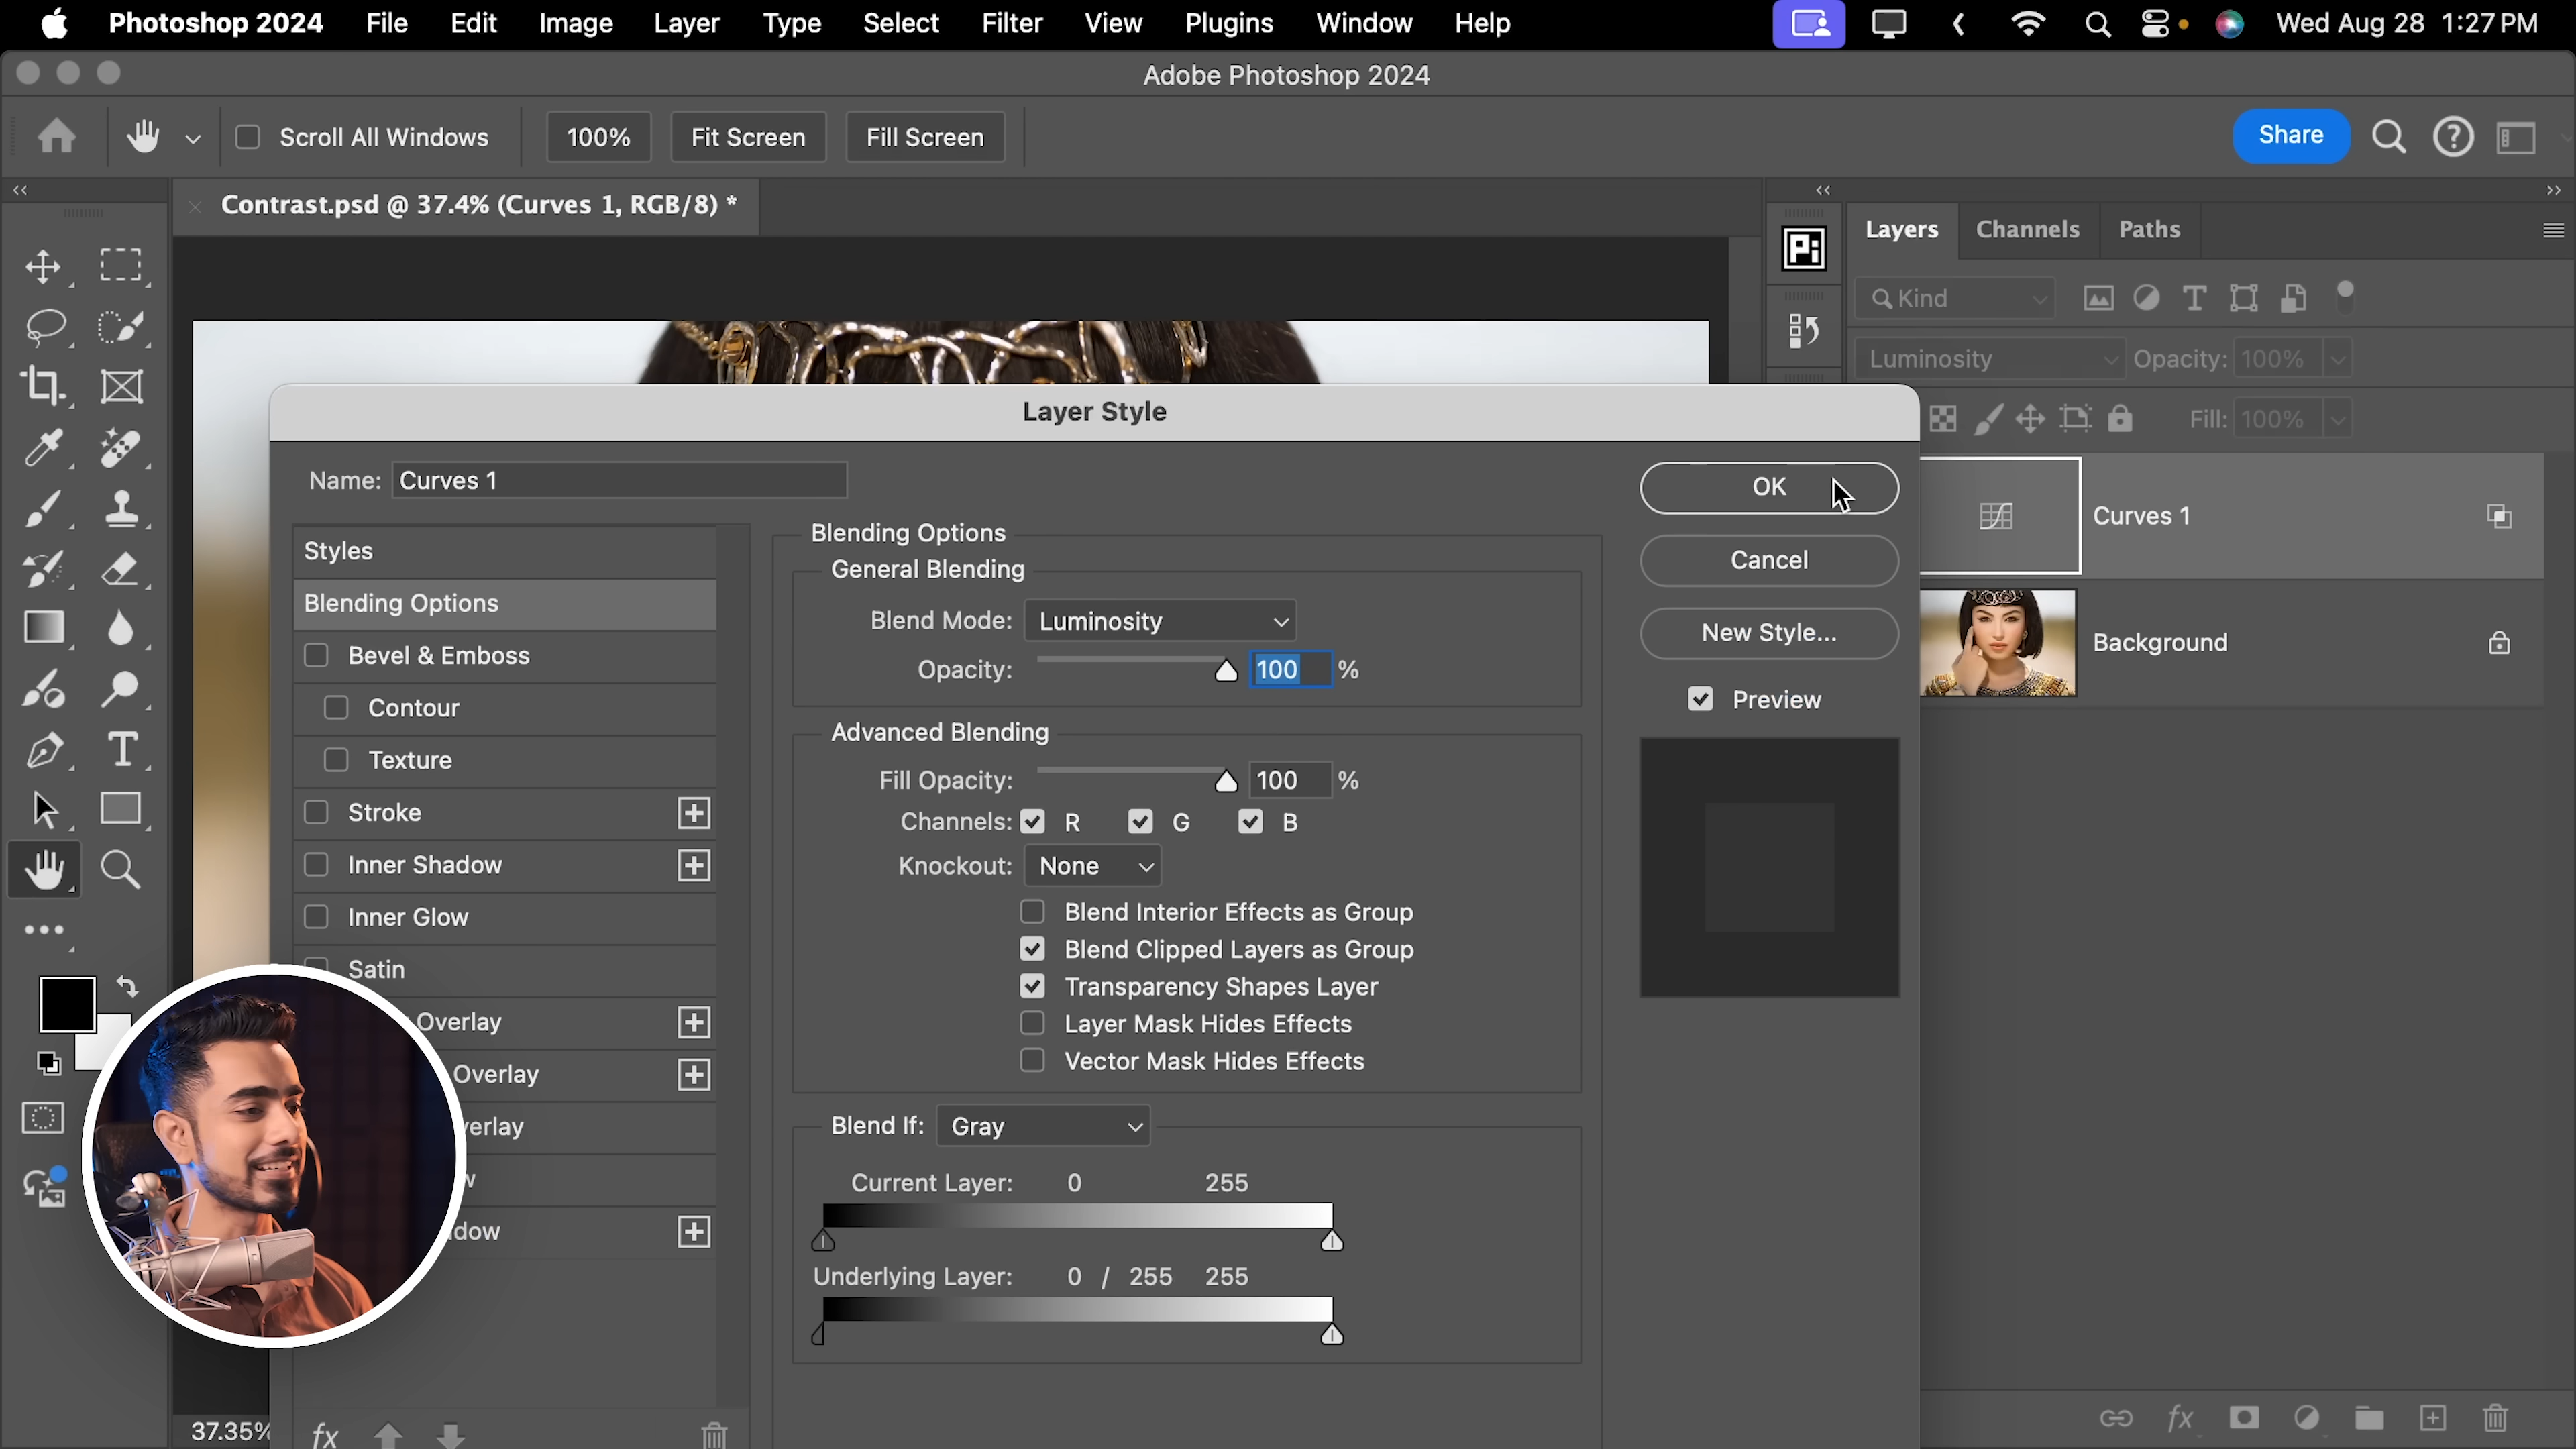 Photoshop 2024 File Edit Image Layer Type Select Filter View Plugins Window Help Wed Aug 28 1:27 PM
Adobe Photoshop 2024
Scroll All Windows 100% Fit Screen Fill Screen Share
Contrast.psd @ 37.4% (Curves 1, RGB/8) *
Pi
Layers Channels Paths
Kind
Luminosity Opacity: 100%
Fill: 100%
Curves 1
Background
Layer Style
Name: Curves 1
OK
Cancel
New Style...
Preview
Styles
Blending Options
Bevel & Emboss
Contour
Texture
Stroke
Inner Shadow
Inner Glow
Satin
Overlay
Overlay
verlay
w
dow
fx
Blending Options
General Blending
Blend Mode: Luminosity
Opacity: 100 %
Advanced Blending
Fill Opacity: 100 %
Channels: R G B
Knockout: None
Blend Interior Effects as Group
Blend Clipped Layers as Group
Transparency Shapes Layer
Layer Mask Hides Effects
Vector Mask Hides Effects
Blend If: Gray
Current Layer: 0 255
Underlying Layer: 0 / 255 255
37.35%
fx